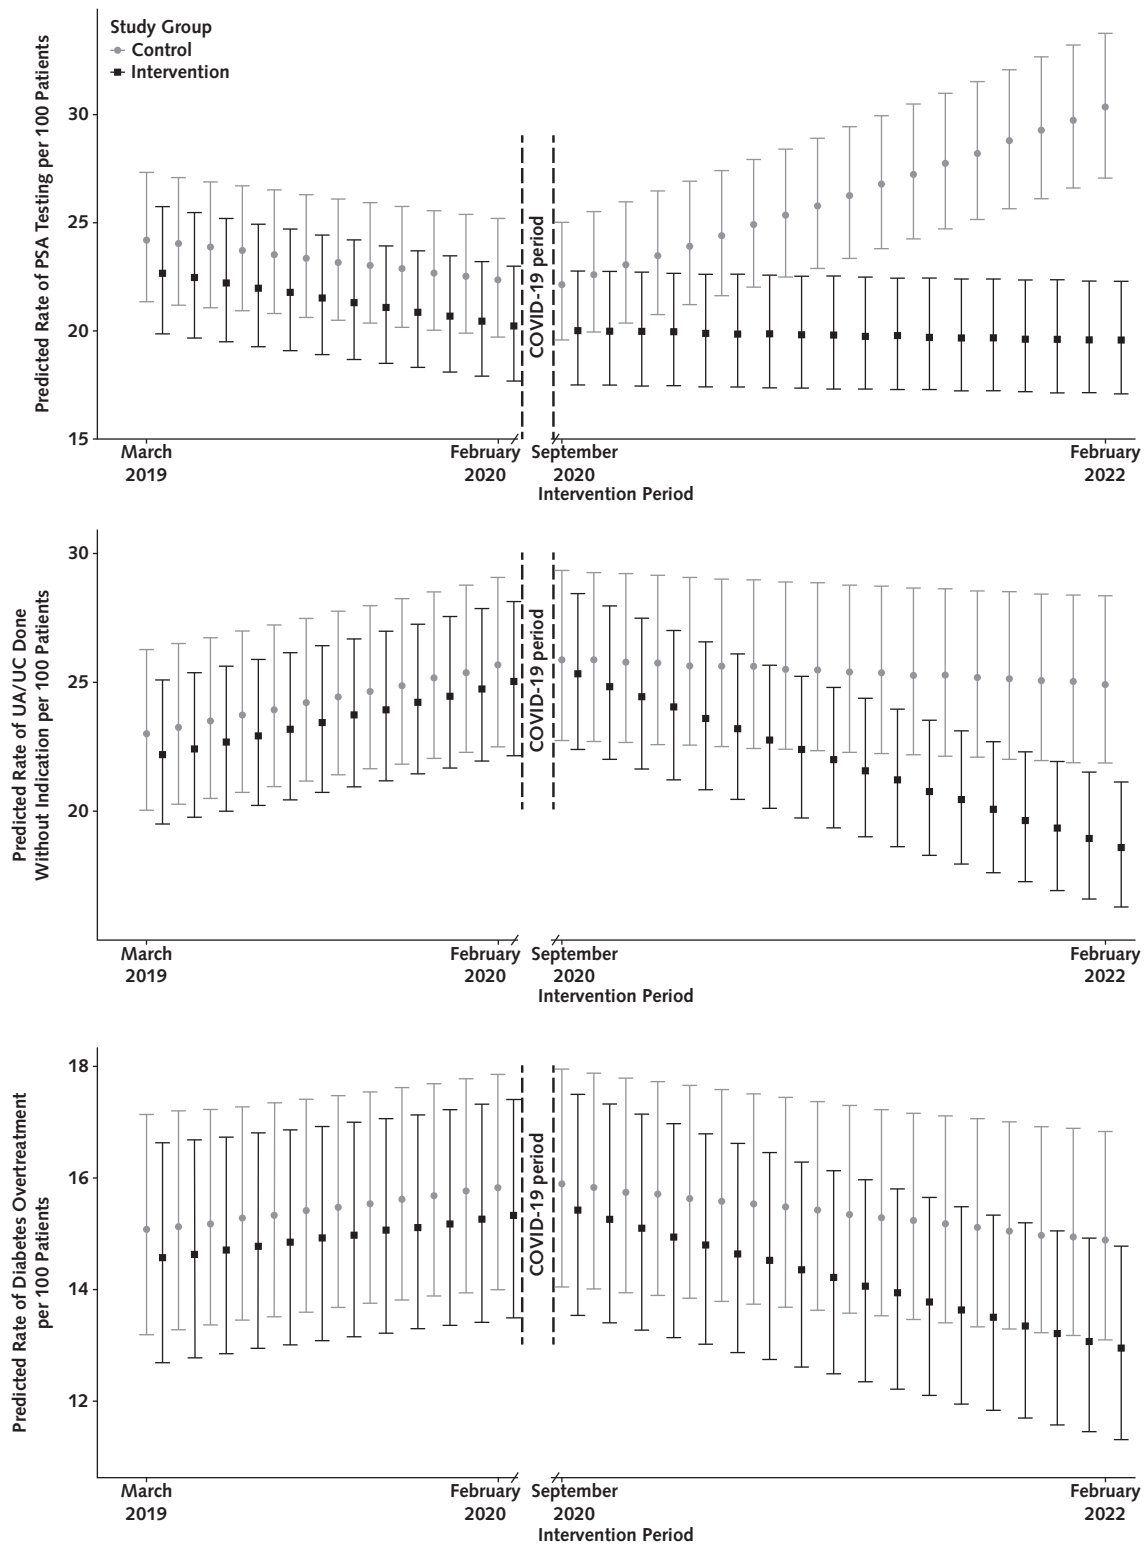 Study Group
Control
Intervention
Predicted Rate of PSA Testing per 100 Patients
30
25
20
15
COVID-19 period
March
2019
February
2020
September
2020
February
2022
Intervention Period
Predicted Rate of UA/UC Done
Without Indication per 100 Patients
30
25
20
COVID-19 period
March
2019
February
2020
September
2020
February
2022
Intervention Period
Predicted Rate of Diabetes Overtreatment
per 100 Patients
18
16
14
12
COVID-19 period
March
2019
February
2020
September
2020
February
2022
Intervention Period